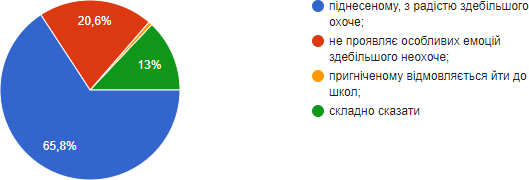 20,6%
13%
65,8%
піднесеному, з радістю здебільшого
охоче;
не проявляє особливих емоцій
здебільшого неохоче;
пригніченому відмовляється йти до
шкoл;
складно сказати